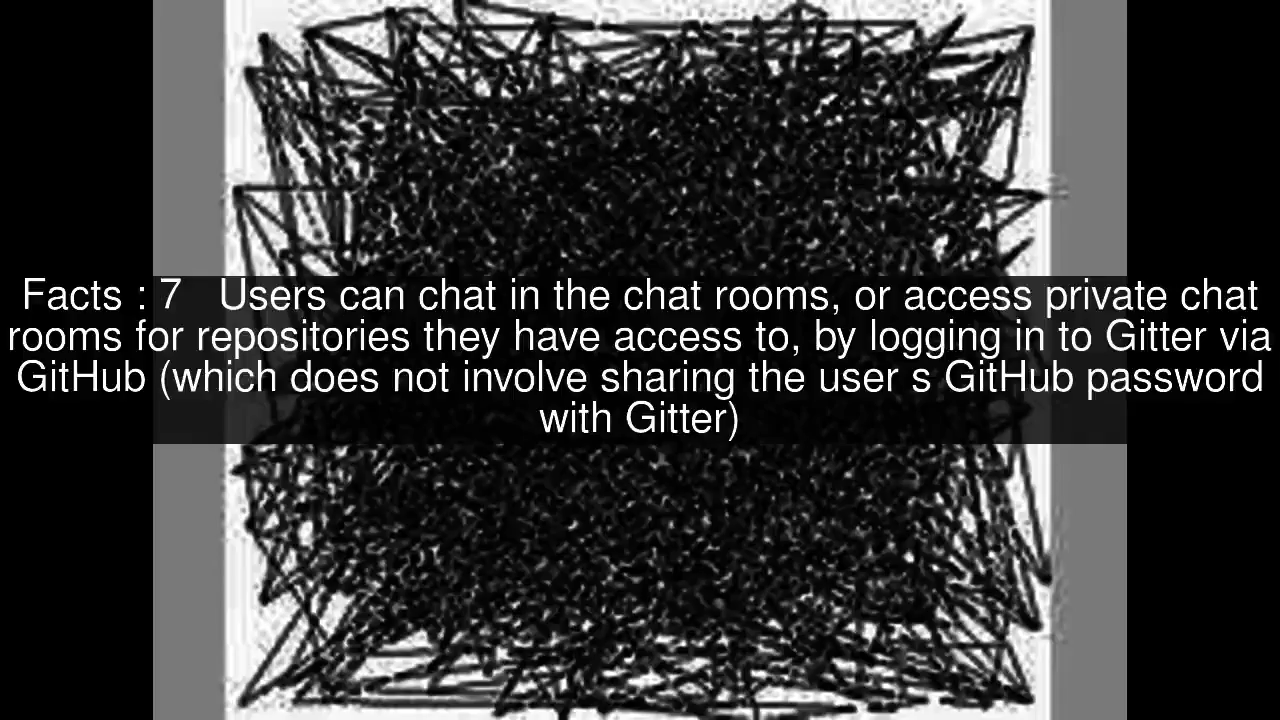 Facts : 7 Users can chat in the chat rooms, or access private chat
rooms for repositories they have access to, by logging in to Gitter via
GitHub (which does not involve sharing the user s GitHub password
with Gitter)